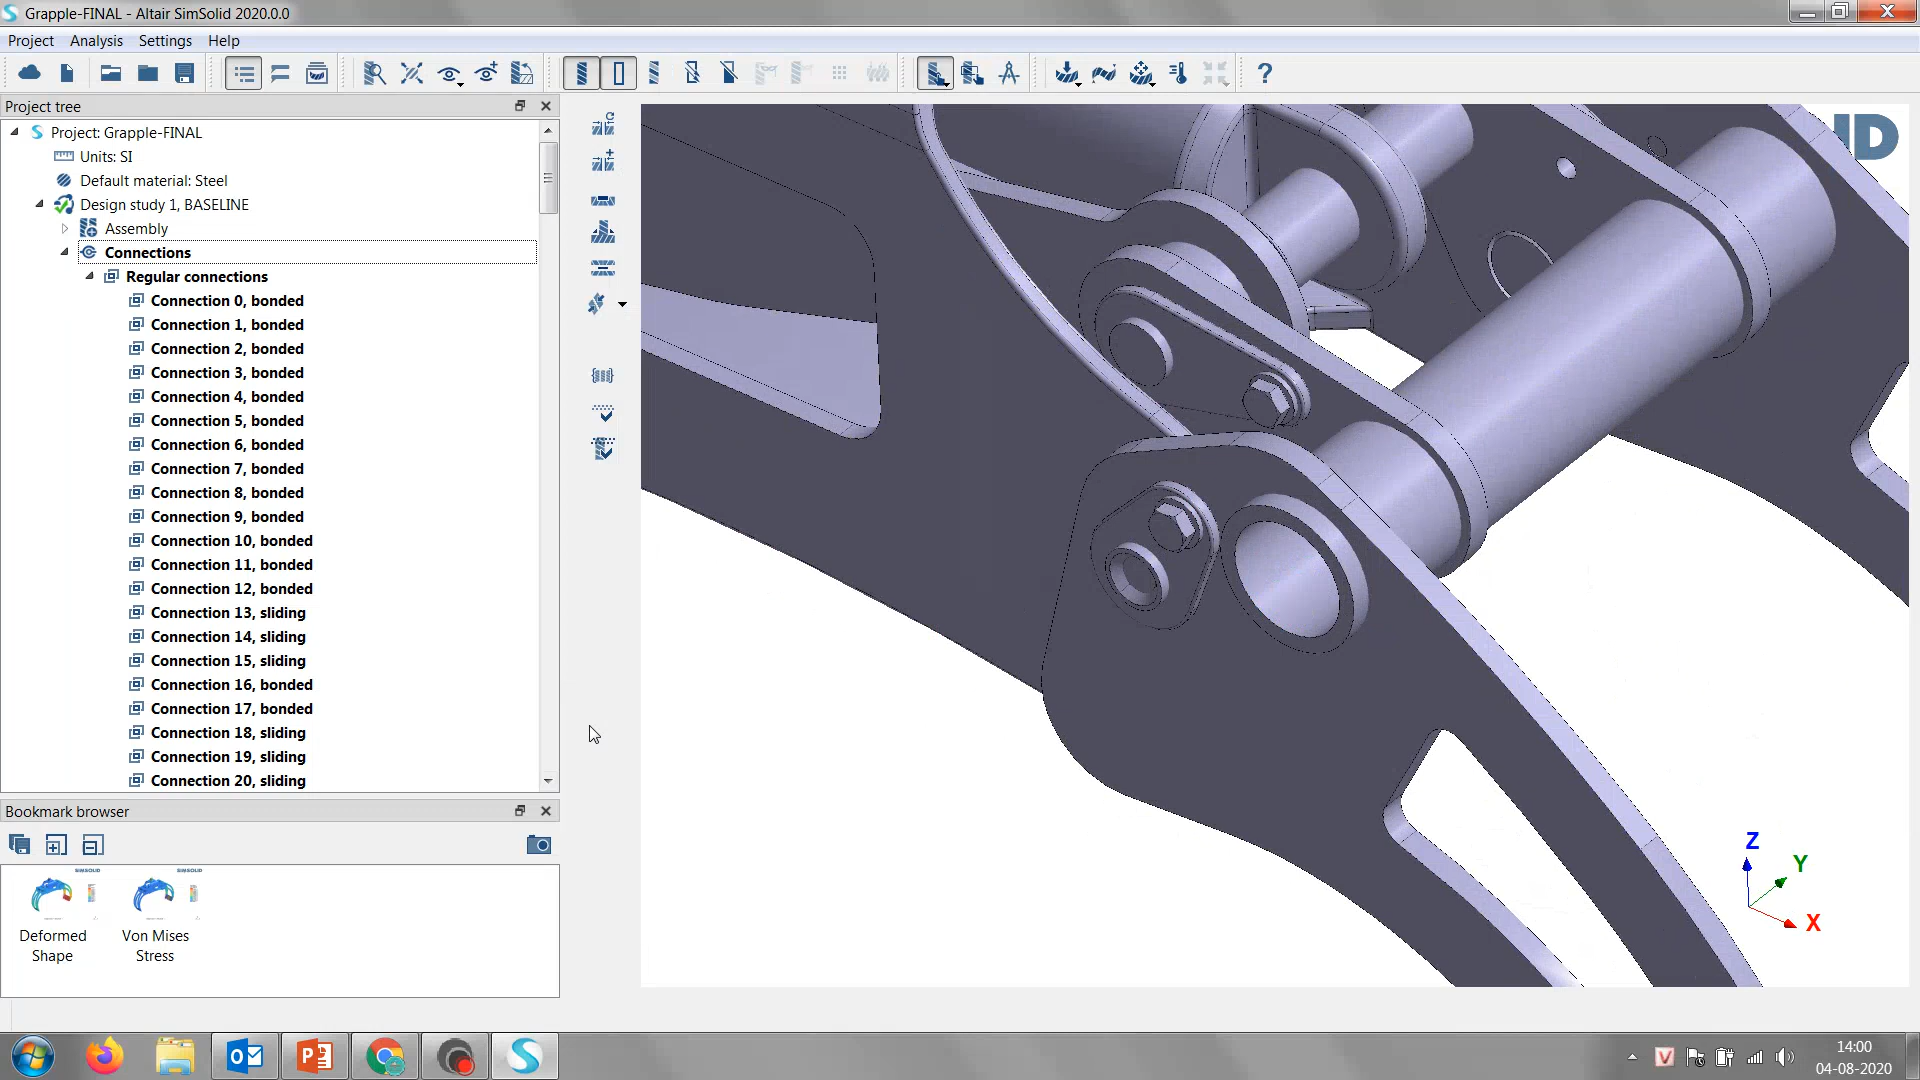 Grapple-FINAL - Altair SimSolid 2020.0.0
Project Analysis Settings Help
Project tree
Project: Grapple-FINAL
Units: SI
Default material: Steel
Design study 1, BASELINE
Assembly
Connections
Regular connections
Connection 0, bonded
Connection 1, bonded
Connection 2, bonded
Connection 3, bonded
Connection 4, bonded
Connection 5, bonded
Connection 6, bonded
Connection 7, bonded
Connection 8, bonded
Connection 9, bonded
Connection 10, bonded
Connection 11, bonded
Connection 12, bonded
Connection 13, sliding
Connection 14, sliding
Connection 15, sliding
Connection 16, bonded
Connection 17, bonded
Connection 18, sliding
Connection 19, sliding
Connection 20, sliding
Bookmark browser
SIMSOLID
SIMSOLID
Deformed
Shape
Von Mises
Stress
ID
Z
Y
X
14:00
04-08-2020